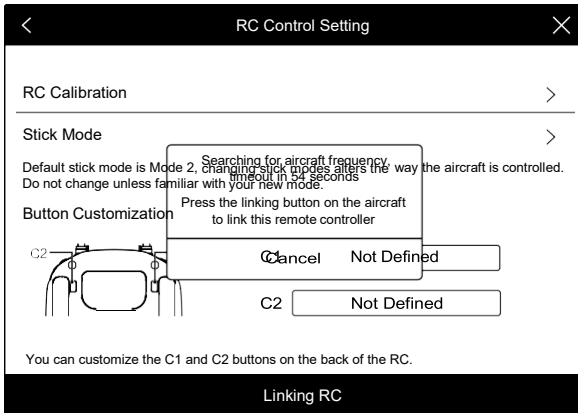 RC Control Setting
RC Calibration
Stick Mode
Default stick mode is Mode 2, changing stick modes alters the way the aircraft is controlled.
Do not change unless familiar with your new mode.
Searching for aircraft frequency,
timeout in 54 seconds
Press the linking button on the aircraft
to link this remote controller
Cancel
Button Customization
C2
C1 Not Defined
C2 Not Defined
You can customize the C1 and C2 buttons on the back of the RC.
Linking RC